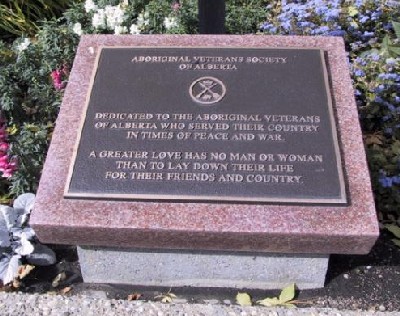 ABORIGINAL VETERANS SOCIETY
OF ALBERTA
DEDICATED TO THE ABORIGINAL VETERANS
OF ALBERTA WHO SERVED THEIR COUNTRY
IN TIMES OF PEACE AND WAR.
A GREATER LOVE HAS NO MAN OR WOMAN
THAN TO LAY DOWN THEIR LIFE
FOR THEIR FRIENDS AND COUNTRY.